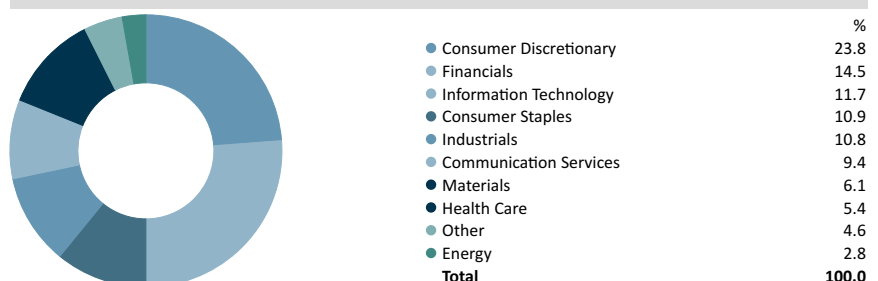 %
Consumer Discretionary 23.8
Financials 14.5
Information Technology 11.7
Consumer Staples 10.9
Industrials 10.8
Communication Services 9.4
Materials 6.1
Health Care 5.4
Other 4.6
Energy 2.8
Total 100.0